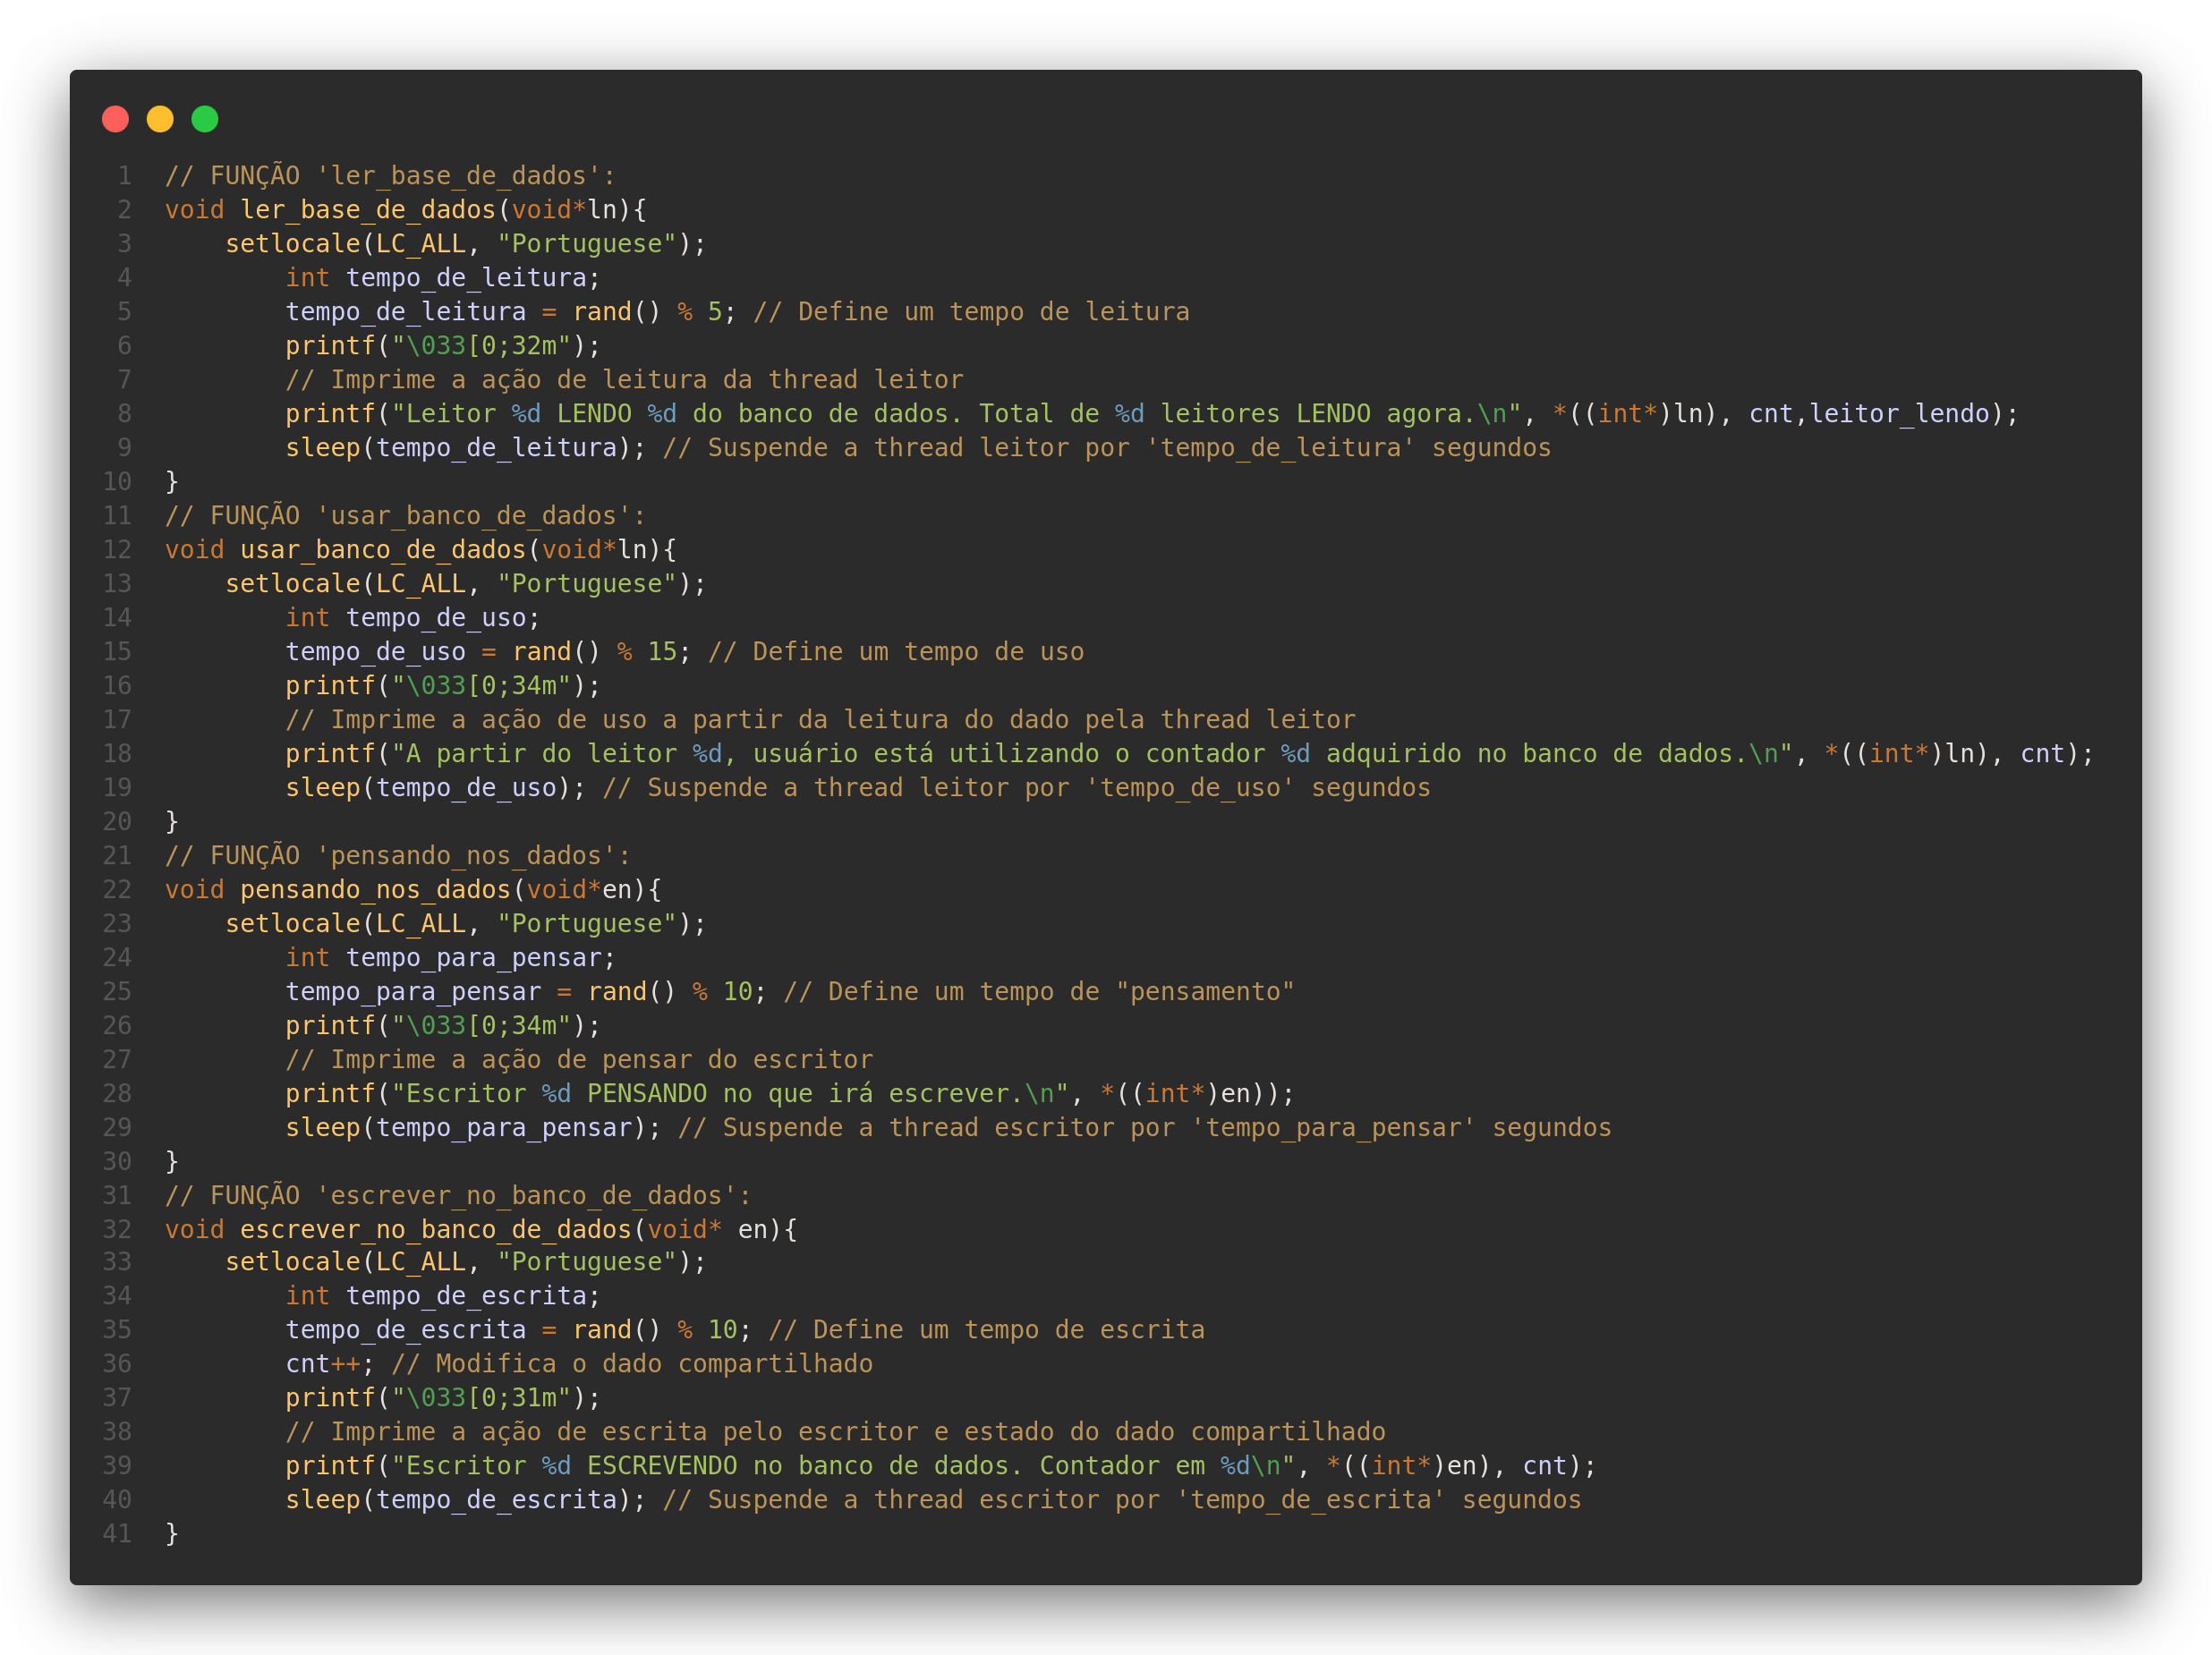 1 // FUNÇÃO 'ler_base_de_dados':
2 void ler_base_de_dados(void*ln){
3     setlocale(LC_ALL, "Portuguese");
4         int tempo_de_leitura;
5         tempo_de_leitura = rand() % 5; // Define um tempo de leitura
6         printf("\033[0;32m");
7         // Imprime a ação de leitura da thread leitor
8         printf("Leitor %d LENDO %d do banco de dados. Total de %d leitores LENDO agora.\n", *((int*)ln), cnt,leitor_lendo);
9         sleep(tempo_de_leitura); // Suspende a thread leitor por 'tempo_de_leitura' segundos
10 }
11 // FUNÇÃO 'usar_banco_de_dados':
12 void usar_banco_de_dados(void*ln){
13     setlocale(LC_ALL, "Portuguese");
14         int tempo_de_uso;
15         tempo_de_uso = rand() % 15; // Define um tempo de uso
16         printf("\033[0;34m");
17         // Imprime a ação de uso a partir da leitura do dado pela thread leitor
18         printf("A partir do leitor %d, usuário está utilizando o contador %d adquirido no banco de dados.\n", *((int*)ln), cnt);
19         sleep(tempo_de_uso); // Suspende a thread leitor por 'tempo_de_uso' segundos
20 }
21 // FUNÇÃO 'pensando_nos_dados':
22 void pensando_nos_dados(void*en){
23     setlocale(LC_ALL, "Portuguese");
24         int tempo_para_pensar;
25         tempo_para_pensar = rand() % 10; // Define um tempo de "pensamento"
26         printf("\033[0;34m");
27         // Imprime a ação de pensar do escritor
28         printf("Escritor %d PENSANDO no que irá escrever.\n", *((int*)en));
29         sleep(tempo_para_pensar); // Suspende a thread escritor por 'tempo_para_pensar' segundos
30 }
31 // FUNÇÃO 'escrever_no_banco_de_dados':
32 void escrever_no_banco_de_dados(void* en){
33     setlocale(LC_ALL, "Portuguese");
34         int tempo_de_escrita;
35         tempo_de_escrita = rand() % 10; // Define um tempo de escrita
36         cnt++; // Modifica o dado compartilhado
37         printf("\033[0;31m");
38         // Imprime a ação de escrita pelo escritor e estado do dado compartilhado
39         printf("Escritor %d ESCREVENDO no banco de dados. Contador em %d\n", *((int*)en), cnt);
40         sleep(tempo_de_escrita); // Suspende a thread escritor por 'tempo_de_escrita' segundos
41 }